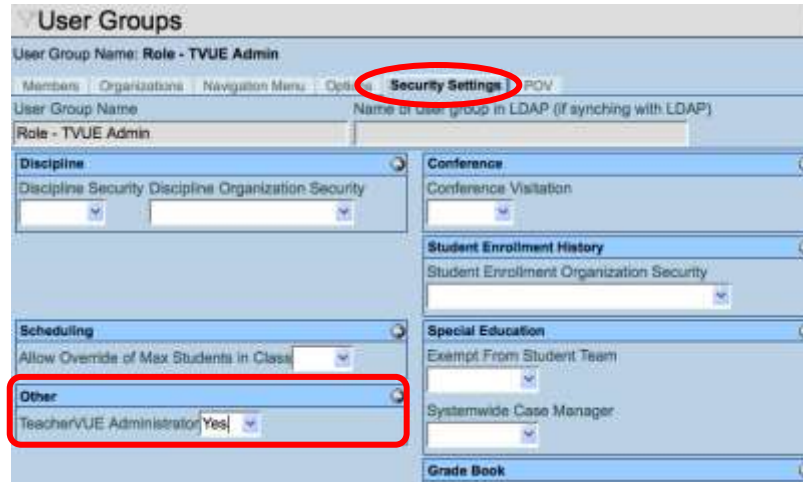 User Groups
User Group Name: Role - TVUE Admin
Members Organizations Navigation Menu Options Security Settings POV
User Group Name Name of user group in LDAP (if synching with LDAP)
Role - TVUE Admin
Discipline Conference
Discipline Security Discipline Organization Security Conference Visitation
Student Enrollment History
Student Enrollment Organization Security
Scheduling Special Education
Allow Override of Max Students in Class Exempt From Student Team
Other
TeacherVUE Administrator Yes Systemwide Case Manager
Grade Book